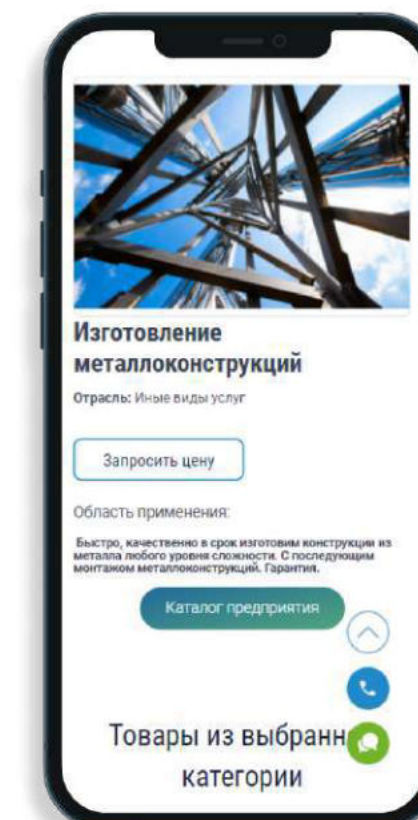 Изготовление
металлоконструкций
Отрасль: Иные виды услуг
Запросить цену
Область применения:
Быстро, качественно в срок изготовим конструкции из
металла любого уровня сложности. С последующим
монтажом металлоконструкций. Гарантия.
Каталог предприятия
Товары из выбранн
категории